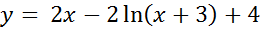 y = 2x − 2 ln(x + 3) + 4